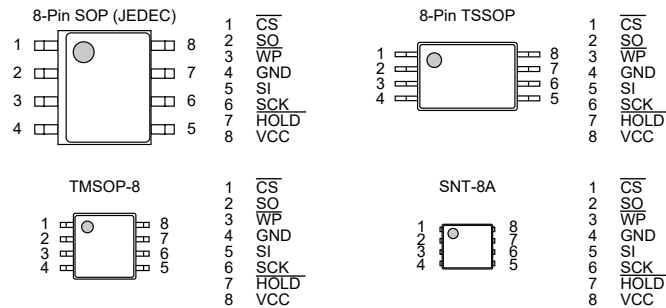 8-Pin SOP (JEDEC)
1 8
2 7
3 6
4 5
1 CS
2 SO
3 WP
4 GND
5 SI
6 SCK
7 HOLD
8 VCC
8-Pin TSSOP
1 8
2 7
3 6
4 5
1 CS
2 SO
3 WP
4 GND
5 SI
6 SCK
7 HOLD
8 VCC
TMSOP-8
1 8
2 7
3 6
4 5
1 CS
2 SO
3 WP
4 GND
5 SI
6 SCK
7 HOLD
8 VCC
SNT-8A
1 8
2 7
3 6
4 5
1 CS
2 SO
3 WP
4 GND
5 SI
6 SCK
7 HOLD
8 VCC